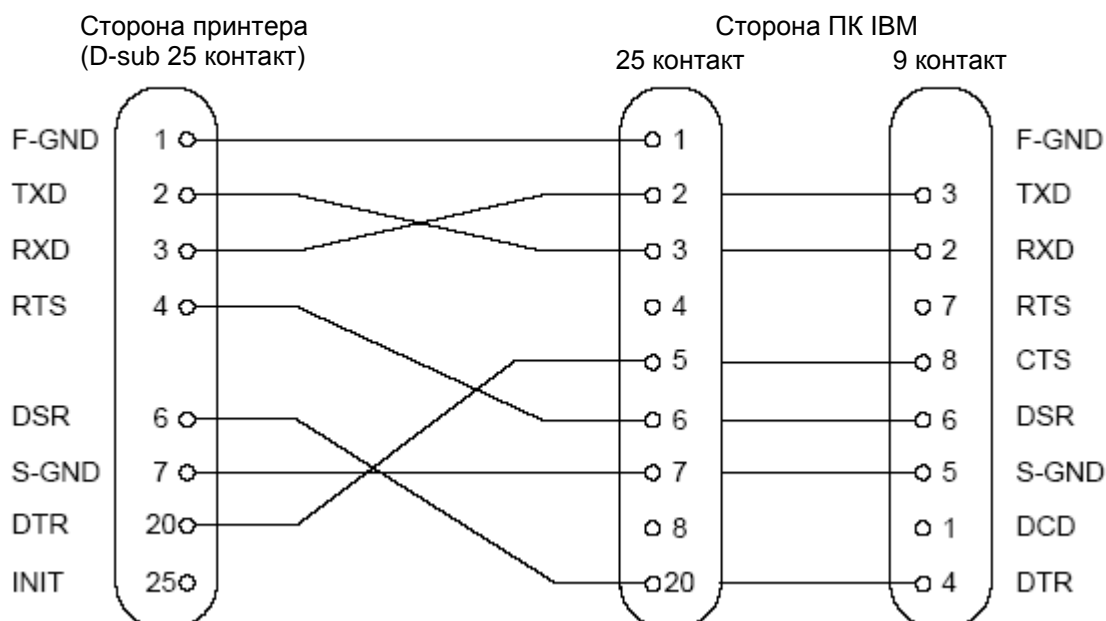 Сторона принтера
(D-sub 25 контакт)
Сторона ПК IBM
25 контакт 9 контакт
F-GND 1 1 F-GND
TXD 2 2 3 TXD
RXD 3 3 2 RXD
RTS 4 4 7 RTS
5 8 CTS
DSR 6 6 6 DSR
S-GND 7 7 5 S-GND
DTR 20 8 1 DCD
INIT 25 20 4 DTR